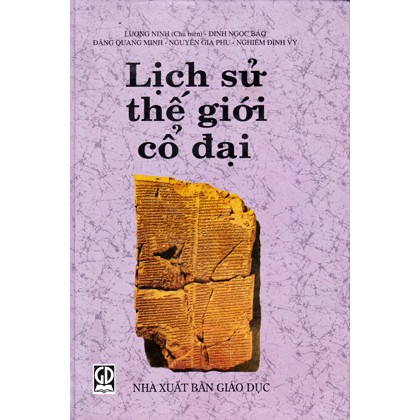 LƯƠNG NINH (Chủ biên) - ĐINH NGỌC BẢO
ĐẶNG QUANG MINH - NGUYỄN GIA PHU - NGHIÊM ĐÌNH VỲ
Lịch sử
thế giới
cổ đại
GD
NHÀ XUẤT BẢN GIÁO DỤC